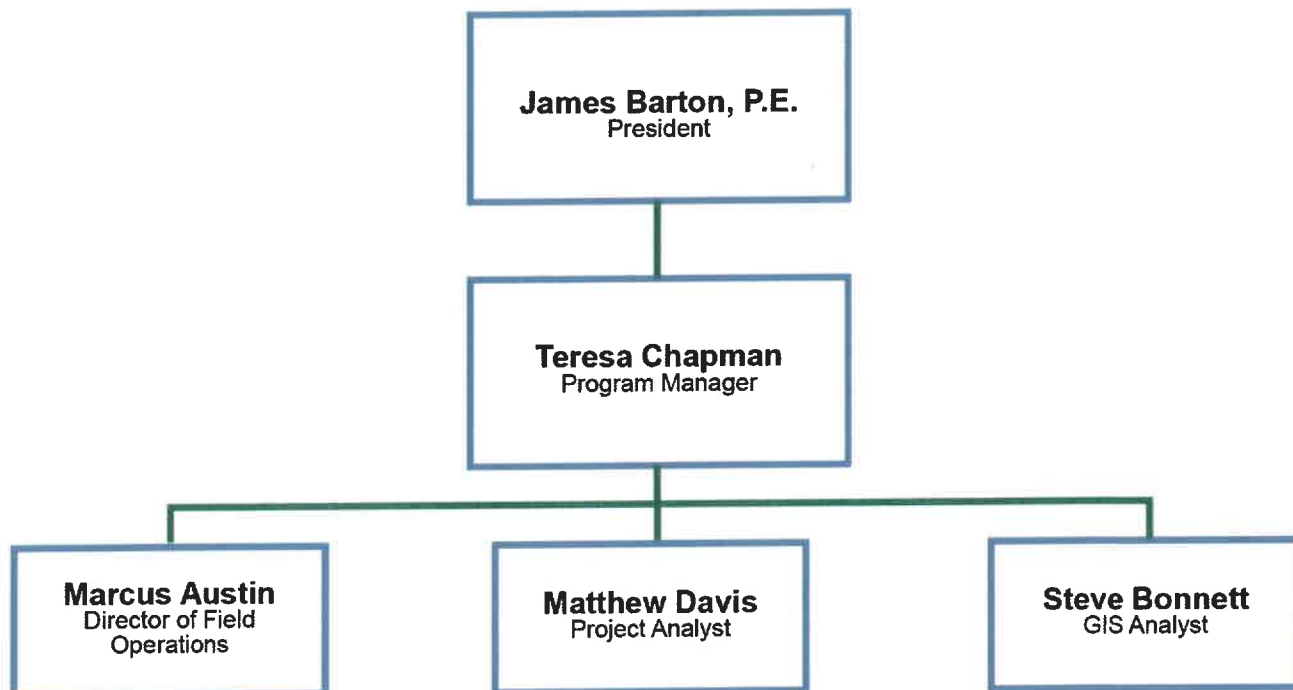 James Barton, P.E.
President
Teresa Chapman
Program Manager
Marcus Austin
Director of Field
Operations
Matthew Davis
Project Analyst
Steve Bonnett
GIS Analyst